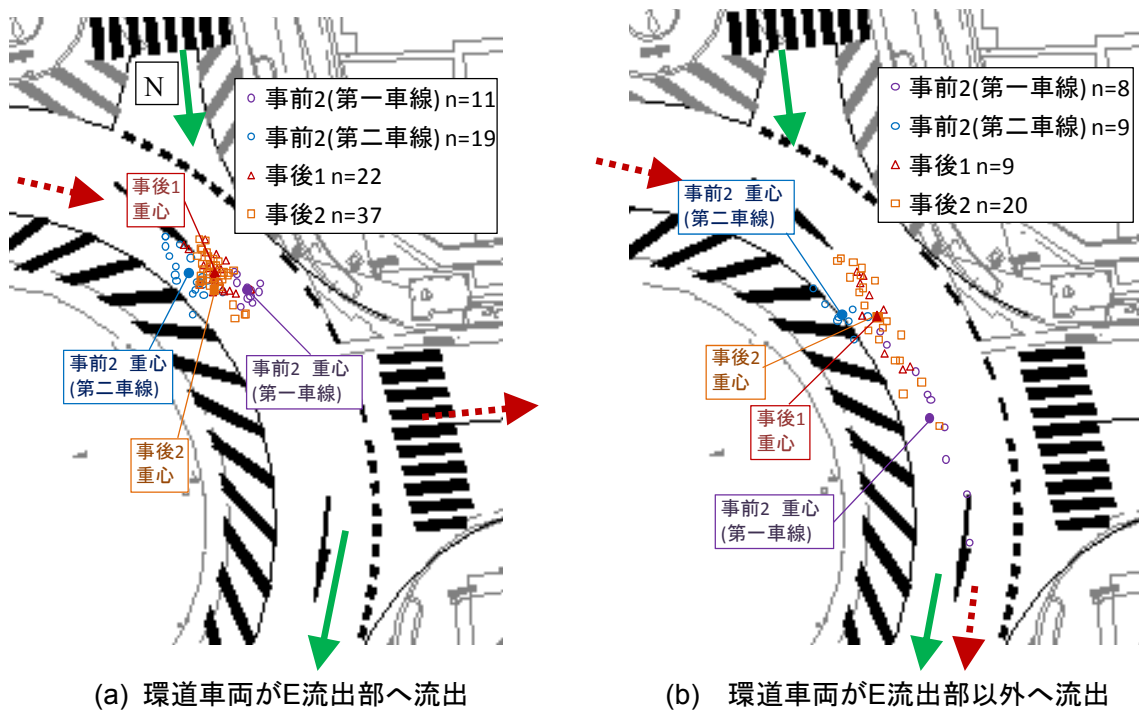 N
事前2(第一車線) n=11
事前2(第二車線) n=19
事後1 n=22
事後2 n=37
事後1
重心
事前2 重心
(第二車線)
事前2 重心
(第一車線)
事後2
重心
(a) 環道車両がE流出部へ流出
事前2(第一車線) n=8
事前2(第二車線) n=9
事後1 n=9
事後2 n=20
事前2 重心
(第二車線)
事後2
重心
事後1
重心
事前2 重心
(第一車線)
(b) 環道車両がE流出部以外へ流出